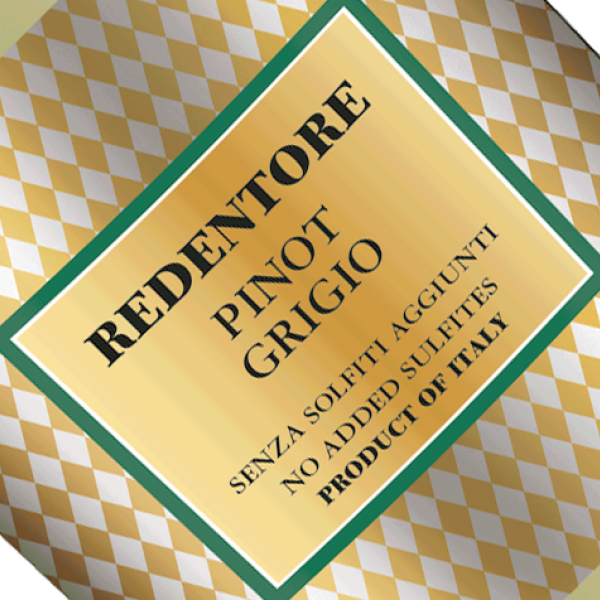 REDENTORE
PINOT
GRIGIO
SENZA SOLFITI AGGIUNTI
NO ADDED SULFITES
PRODUCT OF ITALY